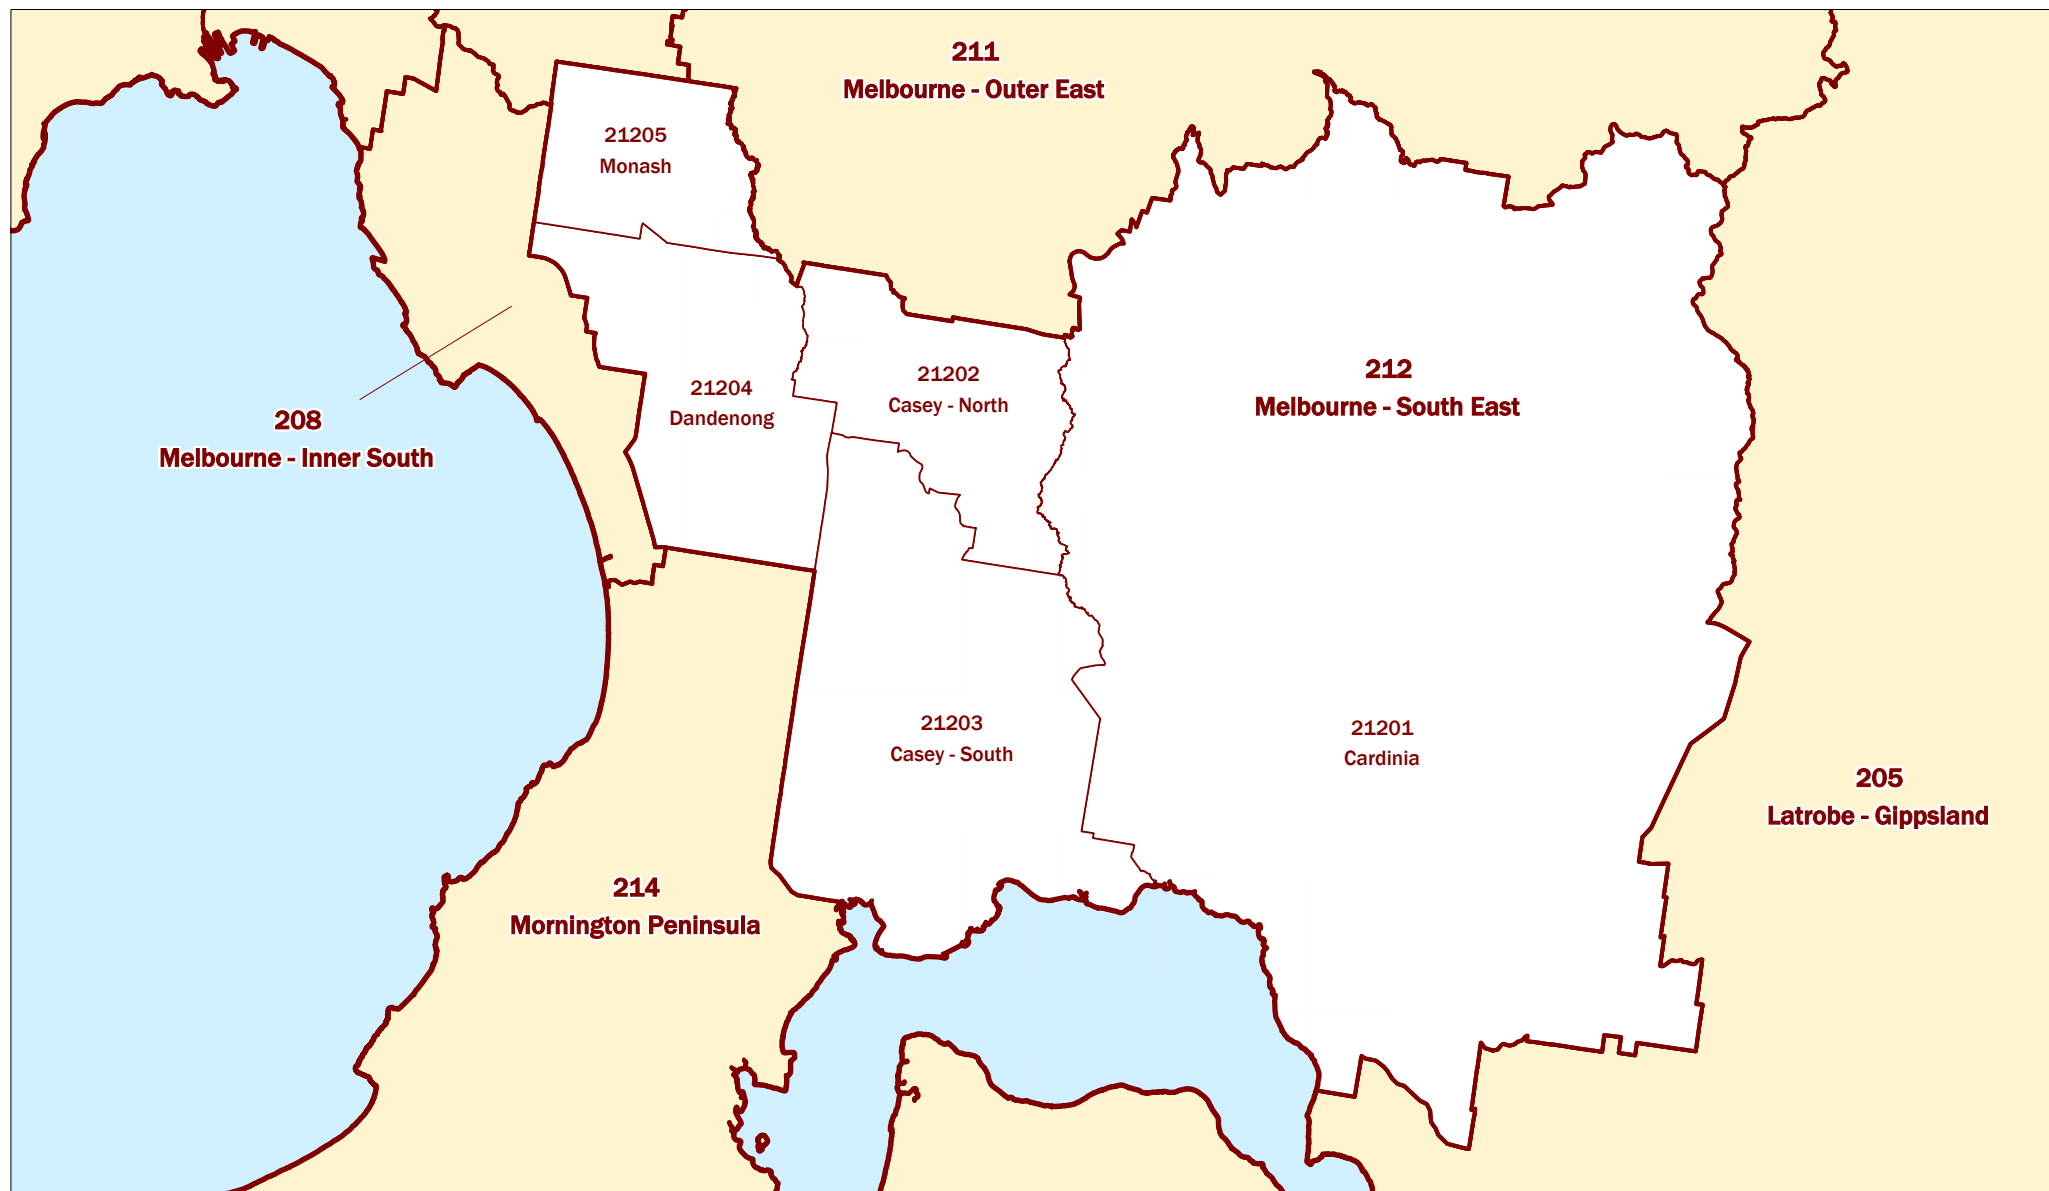 211
Melbourne - Outer East
21205
Monash
212
Melbourne - South East
21202
Casey - North
21204
Dandenong
208
Melbourne - Inner South
21203
Casey - South
21201
Cardinia
205
Latrobe - Gippsland
214
Mornington Peninsula